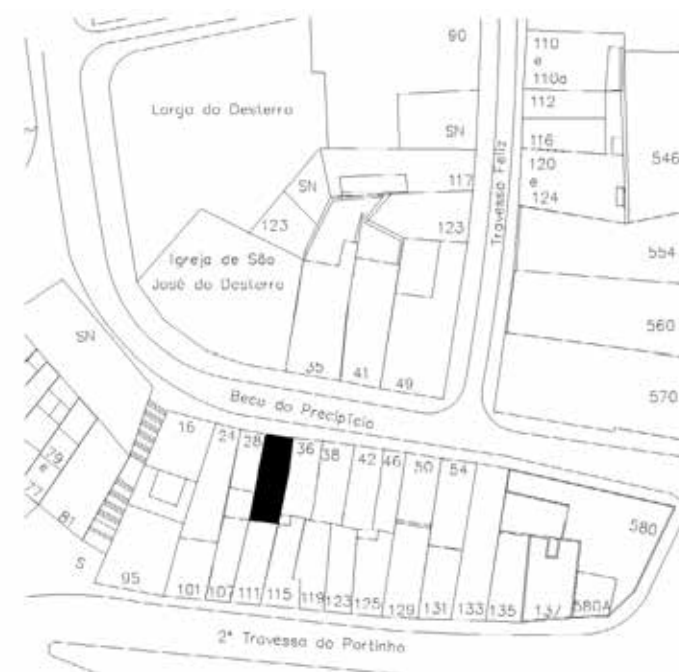 90
110
e
110a
112
Largo do Desterro
SN
116
546
120
e
124
117
Travessa Feliz
SN
123
123
Igreja de São
José do Desterro
554
SN
560
35
41
49
570
Beco do Precipício
16
24
28
36
38
42
46
50
54
79
e
77
81
580
S
95
101
107
111
115
119
123
125
129
131
133
135
137
580A
2ª Travessa do Portinho